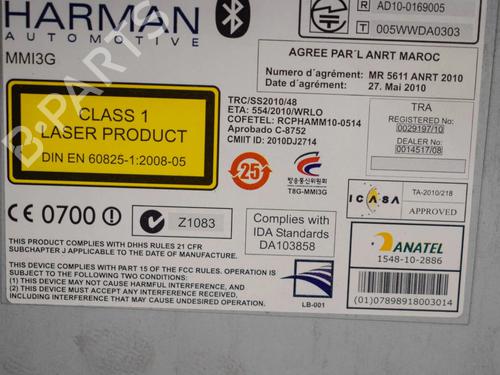 HARMAN
AUTOMOTIVE
MMI3G
AD10-0169005
T 005WWDA0303
AGREE PAR´L ANRT MAROC
Numero d´agrément: MR 5611 ANRT 2010
Date d´agrément: 27. Mai 2010
CLASS 1
LASER PRODUCT
DIN EN 60825-1:2008-05
TRC/SS2010/48
ETA: 554/2010/WRLO
COFETEL: RCPHAMM10-0514
Aprobado C-8752
CMIIT ID: 2010DJ2714
TRA
REGISTERED No:
0029197/10
DEALER No:
0014517/08
25
방송통신위원회
T8G-MMI3G
ICASA
TA-2010/218
APPROVED
CE 0700
N
Z1083
Complies with
IDA Standards
DA103858
ANATEL
1548-10-2886
(01)07898918003014
THIS PRODUCT COMPLIES WITH DHHS RULES 21 CFR
SUBCHAPTER J APPLICABLE TO THE DATE OF MANUFACTURE.
THIS DEVICE COMPLIES WITH PART 15 OF THE FCC RULES. OPERATION
IS SUBJECT TO THE FOLLOWING TWO CONDITIONS:
(1) THIS DEVICE MAY NOT CAUSE HARMFUL INTERFERENCE, AND
(2) THIS DEVICE MUST ACCEPT ANY INTERFERENCE RECEIVED,
INCLUDING INTERFERENCE THAT MAY CAUSE UNDESIRED OPERATION.
LB-001
B-PARTS